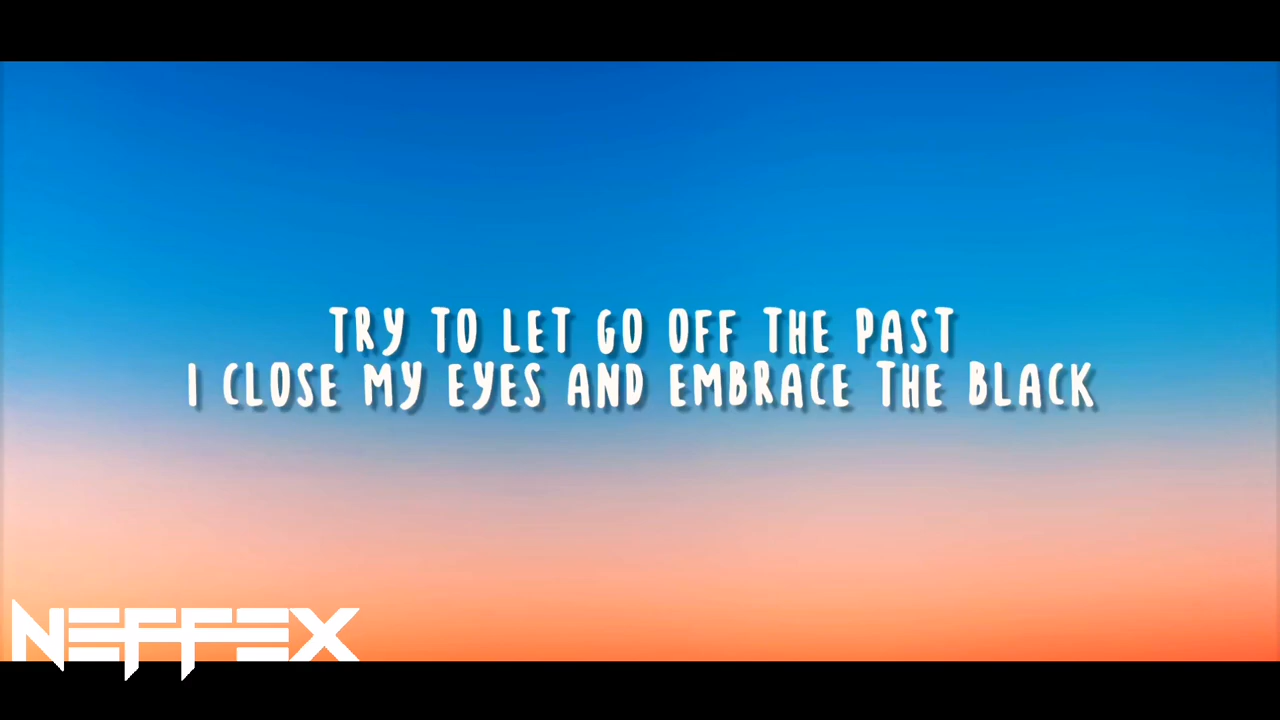 TRY TO LET GO OFF THE PAST
I CLOSE MY EYES AND EMBRACE THE BLACK
NEFFEX